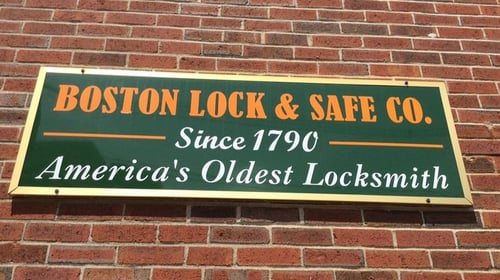 BOSTON LOCK & SAFE CO.
Since 1790
America's Oldest Locksmith